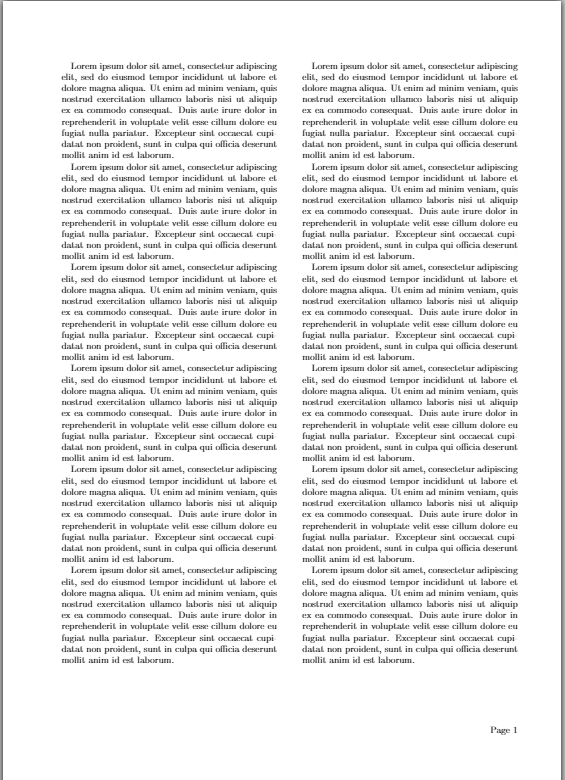 Lorem ipsum dolor sit amet, consectetur adipiscing
elit, sed do eiusmod tempor incididunt ut labore et
dolore magna aliqua. Ut enim ad minim veniam, quis
nostrud exercitation ullamco laboris nisi ut aliquip
ex ea commodo consequat. Duis aute irure dolor in
reprehenderit in voluptate velit esse cillum dolore eu
fugiat nulla pariatur. Excepteur sint occaecat cupi-
datat non proident, sunt in culpa qui officia deserunt
mollit anim id est laborum.
Lorem ipsum dolor sit amet, consectetur adipiscing
elit, sed do eiusmod tempor incididunt ut labore et
dolore magna aliqua. Ut enim ad minim veniam, quis
nostrud exercitation ullamco laboris nisi ut aliquip
ex ea commodo consequat. Duis aute irure dolor in
reprehenderit in voluptate velit esse cillum dolore eu
fugiat nulla pariatur. Excepteur sint occaecat cupi-
datat non proident, sunt in culpa qui officia deserunt
mollit anim id est laborum.
Lorem ipsum dolor sit amet, consectetur adipiscing
elit, sed do eiusmod tempor incididunt ut labore et
dolore magna aliqua. Ut enim ad minim veniam, quis
nostrud exercitation ullamco laboris nisi ut aliquip
ex ea commodo consequat. Duis aute irure dolor in
reprehenderit in voluptate velit esse cillum dolore eu
fugiat nulla pariatur. Excepteur sint occaecat cupi-
datat non proident, sunt in culpa qui officia deserunt
mollit anim id est laborum.
Lorem ipsum dolor sit amet, consectetur adipiscing
elit, sed do eiusmod tempor incididunt ut labore et
dolore magna aliqua. Ut enim ad minim veniam, quis
nostrud exercitation ullamco laboris nisi ut aliquip
ex ea commodo consequat. Duis aute irure dolor in
reprehenderit in voluptate velit esse cillum dolore eu
fugiat nulla pariatur. Excepteur sint occaecat cupi-
datat non proident, sunt in culpa qui officia deserunt
mollit anim id est laborum.
Lorem ipsum dolor sit amet, consectetur adipiscing
elit, sed do eiusmod tempor incididunt ut labore et
dolore magna aliqua. Ut enim ad minim veniam, quis
nostrud exercitation ullamco laboris nisi ut aliquip
ex ea commodo consequat. Duis aute irure dolor in
reprehenderit in voluptate velit esse cillum dolore eu
fugiat nulla pariatur. Excepteur sint occaecat cupi-
datat non proident, sunt in culpa qui officia deserunt
mollit anim id est laborum.
Lorem ipsum dolor sit amet, consectetur adipiscing
elit, sed do eiusmod tempor incididunt ut labore et
dolore magna aliqua. Ut enim ad minim veniam, quis
nostrud exercitation ullamco laboris nisi ut aliquip
ex ea commodo consequat. Duis aute irure dolor in
reprehenderit in voluptate velit esse cillum dolore eu
fugiat nulla pariatur. Excepteur sint occaecat cupi-
datat non proident, sunt in culpa qui officia deserunt
mollit anim id est laborum.
Lorem ipsum dolor sit amet, consectetur adipiscing
elit, sed do eiusmod tempor incididunt ut labore et
dolore magna aliqua. Ut enim ad minim veniam, quis
nostrud exercitation ullamco laboris nisi ut aliquip
ex ea commodo consequat. Duis aute irure dolor in
reprehenderit in voluptate velit esse cillum dolore eu
fugiat nulla pariatur. Excepteur sint occaecat cupi-
datat non proident, sunt in culpa qui officia deserunt
mollit anim id est laborum.
Lorem ipsum dolor sit amet, consectetur adipiscing
elit, sed do eiusmod tempor incididunt ut labore et
dolore magna aliqua. Ut enim ad minim veniam, quis
nostrud exercitation ullamco laboris nisi ut aliquip
ex ea commodo consequat. Duis aute irure dolor in
reprehenderit in voluptate velit esse cillum dolore eu
fugiat nulla pariatur. Excepteur sint occaecat cupi-
datat non proident, sunt in culpa qui officia deserunt
mollit anim id est laborum.
Lorem ipsum dolor sit amet, consectetur adipiscing
elit, sed do eiusmod tempor incididunt ut labore et
dolore magna aliqua. Ut enim ad minim veniam, quis
nostrud exercitation ullamco laboris nisi ut aliquip
ex ea commodo consequat. Duis aute irure dolor in
reprehenderit in voluptate velit esse cillum dolore eu
fugiat nulla pariatur. Excepteur sint occaecat cupi-
datat non proident, sunt in culpa qui officia deserunt
mollit anim id est laborum.
Lorem ipsum dolor sit amet, consectetur adipiscing
elit, sed do eiusmod tempor incididunt ut labore et
dolore magna aliqua. Ut enim ad minim veniam, quis
nostrud exercitation ullamco laboris nisi ut aliquip
ex ea commodo consequat. Duis aute irure dolor in
reprehenderit in voluptate velit esse cillum dolore eu
fugiat nulla pariatur. Excepteur sint occaecat cupi-
datat non proident, sunt in culpa qui officia deserunt
mollit anim id est laborum.
Lorem ipsum dolor sit amet, consectetur adipiscing
elit, sed do eiusmod tempor incididunt ut labore et
dolore magna aliqua. Ut enim ad minim veniam, quis
nostrud exercitation ullamco laboris nisi ut aliquip
ex ea commodo consequat. Duis aute irure dolor in
reprehenderit in voluptate velit esse cillum dolore eu
fugiat nulla pariatur. Excepteur sint occaecat cupi-
datat non proident, sunt in culpa qui officia deserunt
mollit anim id est laborum.
Lorem ipsum dolor sit amet, consectetur adipiscing
elit, sed do eiusmod tempor incididunt ut labore et
dolore magna aliqua. Ut enim ad minim veniam, quis
nostrud exercitation ullamco laboris nisi ut aliquip
ex ea commodo consequat. Duis aute irure dolor in
reprehenderit in voluptate velit esse cillum dolore eu
fugiat nulla pariatur. Excepteur sint occaecat cupi-
datat non proident, sunt in culpa qui officia deserunt
mollit anim id est laborum.
Page 1